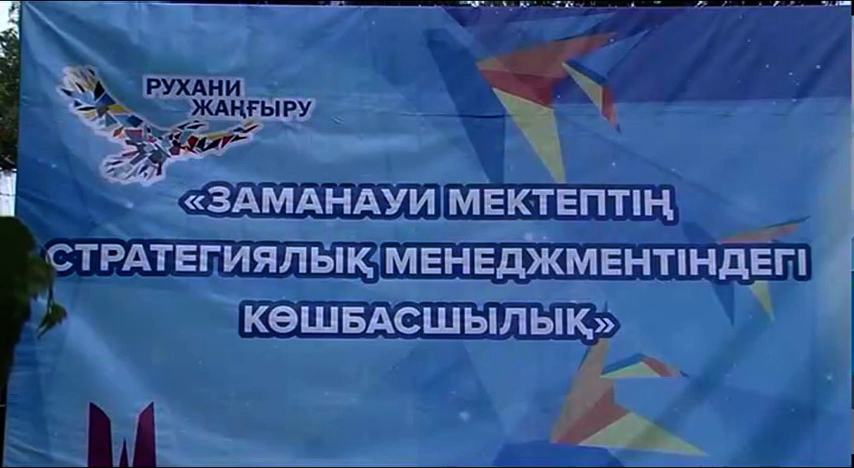 РУХАНИ
ЖАҢҒЫРУ
«ЗАМАНАУИ МЕКТЕПТІҢ
СТРАТЕГИЯЛЫҚ МЕНЕДЖМЕНТІНДЕГІ
КӨШБАСШЫЛЫҚ»